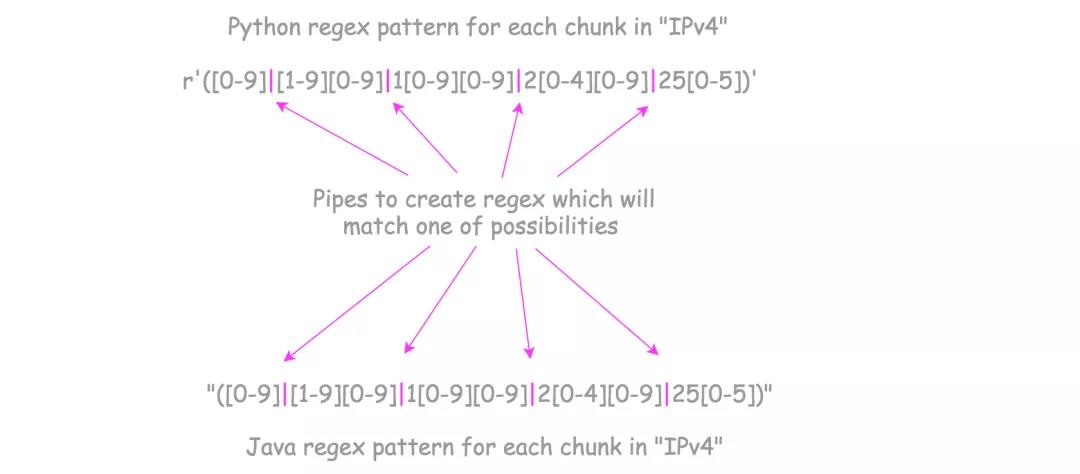 Python regex pattern for each chunk in "IPv4"
r'([0-9]|[1-9][0-9]|1[0-9][0-9]|2[0-4][0-9]|25[0-5])'
Pipes to create regex which will
match one of possibilities
"([0-9]|[1-9][0-9]|1[0-9][0-9]|2[0-4][0-9]|25[0-5])"
Java regex pattern for each chunk in "IPv4"